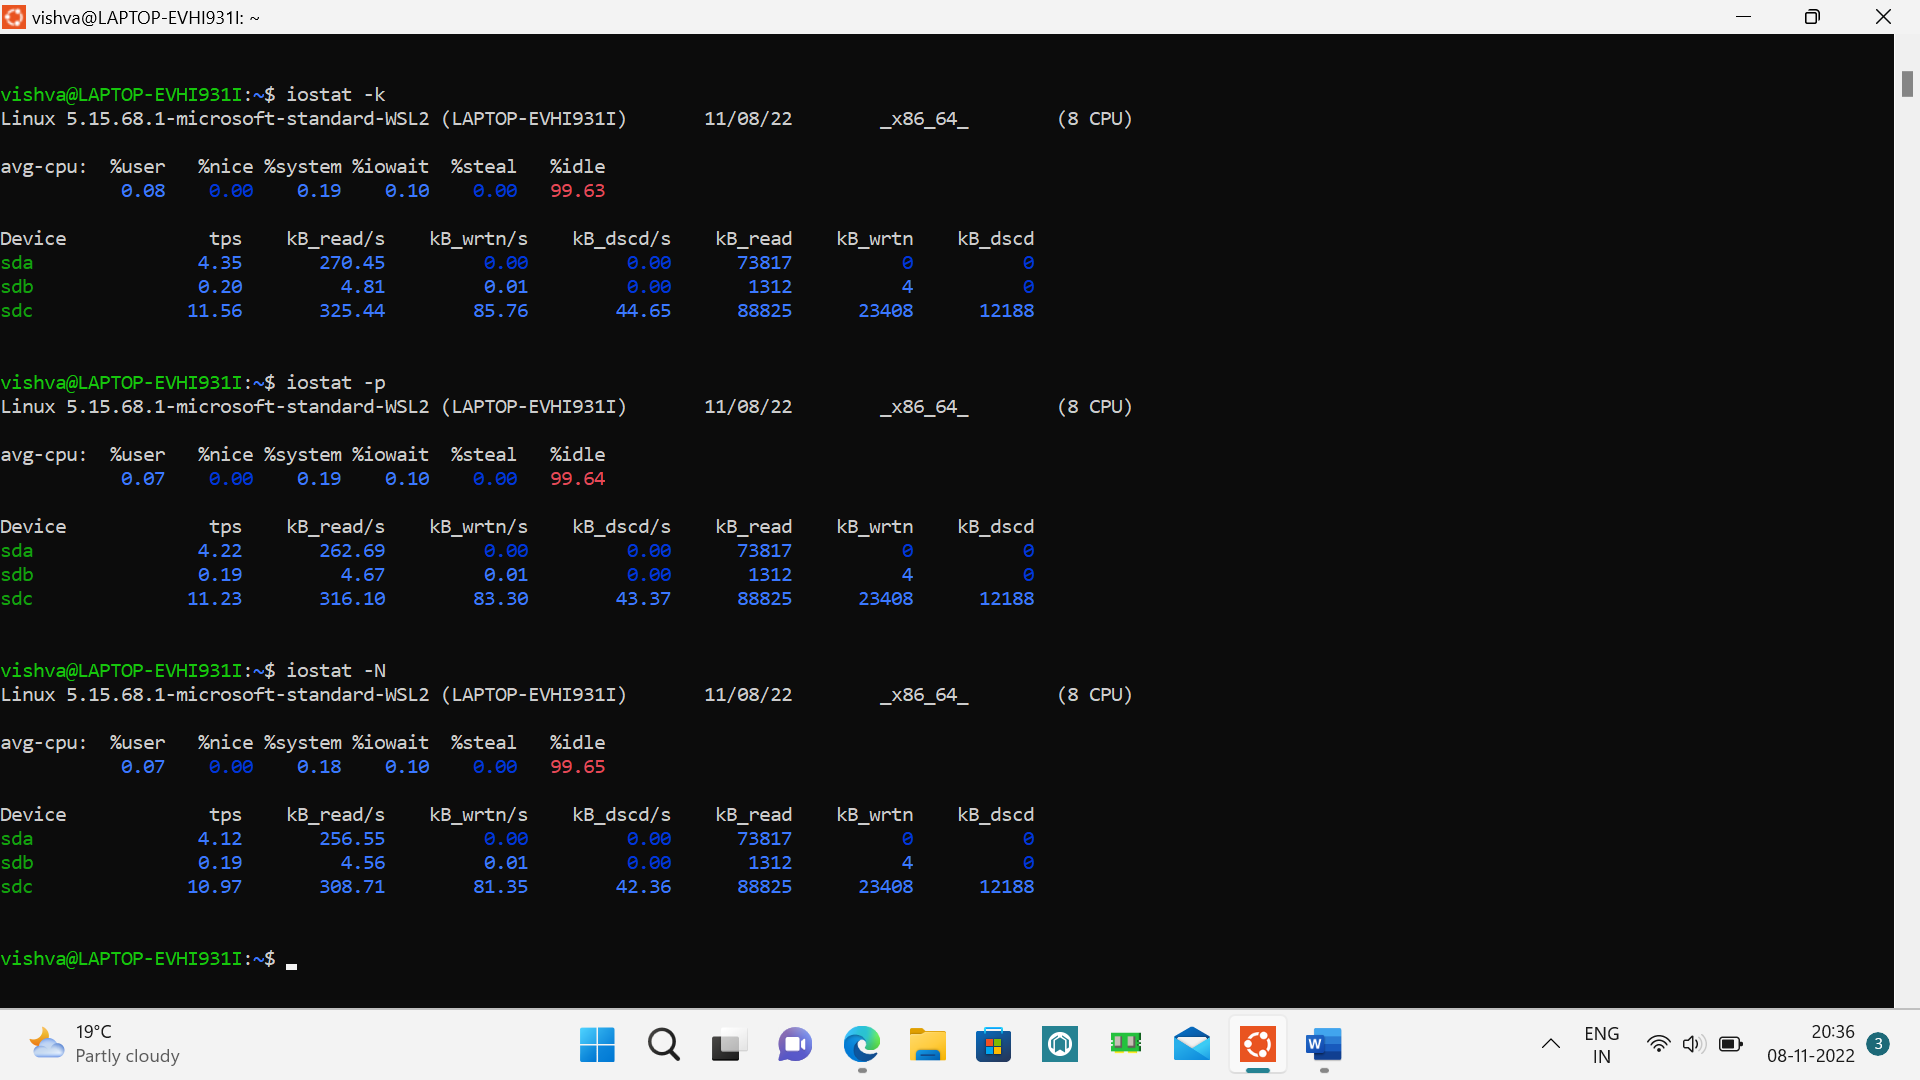 vishva@LAPTOP-EVHI931I: ~
vishva@LAPTOP-EVHI931I:~$ iostat -k
Linux 5.15.68.1-microsoft-standard-WSL2 (LAPTOP-EVHI931I) 11/08/22 _x86_64_ (8 CPU)
avg-cpu: %user %nice %system %iowait %steal %idle
0.08 0.00 0.19 0.10 0.00 99.63
Device tps kB_read/s kB_wrtn/s kB_dscd/s kB_read kB_wrtn kB_dscd
sda 4.35 270.45 0.00 0.00 73817 0 0
sdb 0.20 4.81 0.01 0.00 1312 4 0
sdc 11.56 325.44 85.76 44.65 88825 23408 12188
vishva@LAPTOP-EVHI931I:~$ iostat -p
Linux 5.15.68.1-microsoft-standard-WSL2 (LAPTOP-EVHI931I) 11/08/22 _x86_64_ (8 CPU)
avg-cpu: %user %nice %system %iowait %steal %idle
0.07 0.00 0.19 0.10 0.00 99.64
Device tps kB_read/s kB_wrtn/s kB_dscd/s kB_read kB_wrtn kB_dscd
sda 4.22 262.69 0.00 0.00 73817 0 0
sdb 0.19 4.67 0.01 0.00 1312 4 0
sdc 11.23 316.10 83.30 43.37 88825 23408 12188
vishva@LAPTOP-EVHI931I:~$ iostat -N
Linux 5.15.68.1-microsoft-standard-WSL2 (LAPTOP-EVHI931I) 11/08/22 _x86_64_ (8 CPU)
avg-cpu: %user %nice %system %iowait %steal %idle
0.07 0.00 0.18 0.10 0.00 99.65
Device tps kB_read/s kB_wrtn/s kB_dscd/s kB_read kB_wrtn kB_dscd
sda 4.12 256.55 0.00 0.00 73817 0 0
sdb 0.19 4.56 0.01 0.00 1312 4 0
sdc 10.97 308.71 81.35 42.36 88825 23408 12188
vishva@LAPTOP-EVHI931I:~$
19°C
Partly cloudy
W
ENG
IN
20:36
08-11-2022
3